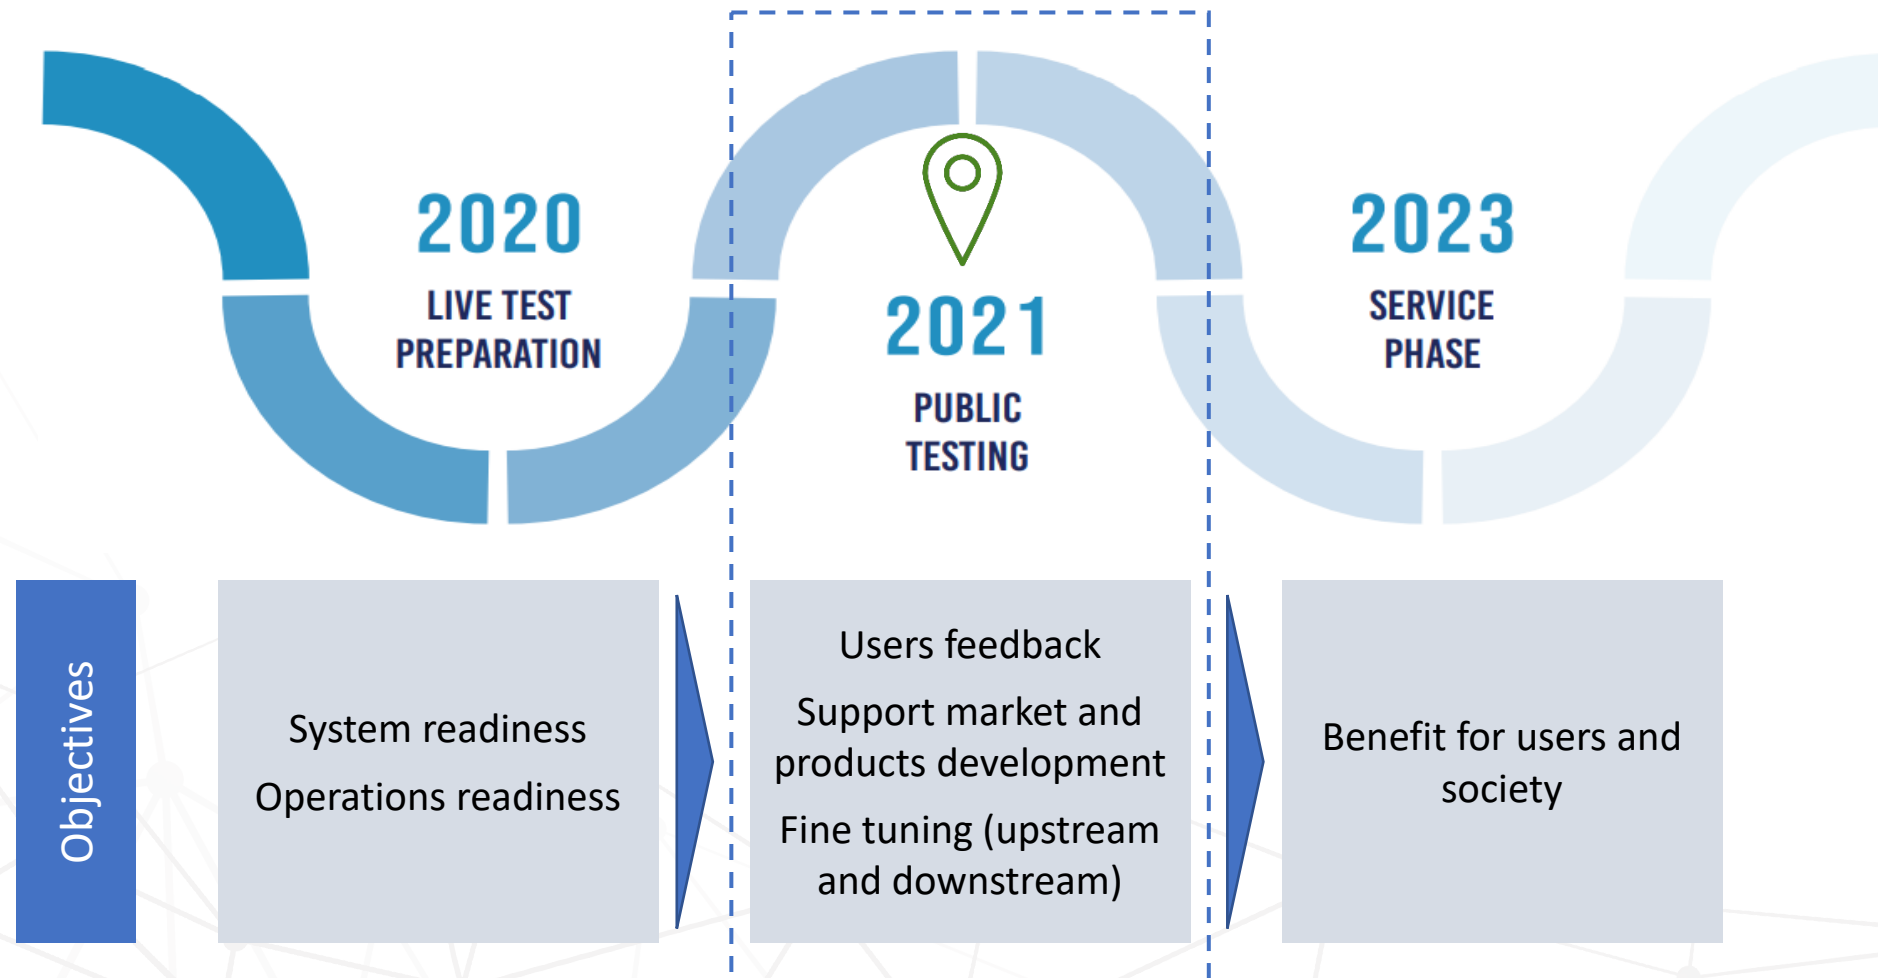 2020
LIVE TEST
PREPARATION
2021
PUBLIC
TESTING
2023
SERVICE
PHASE
Objectives
System readiness
Operations readiness
Users feedback
Support market and
products development
Fine tuning (upstream
and downstream)
Benefit for users and
society